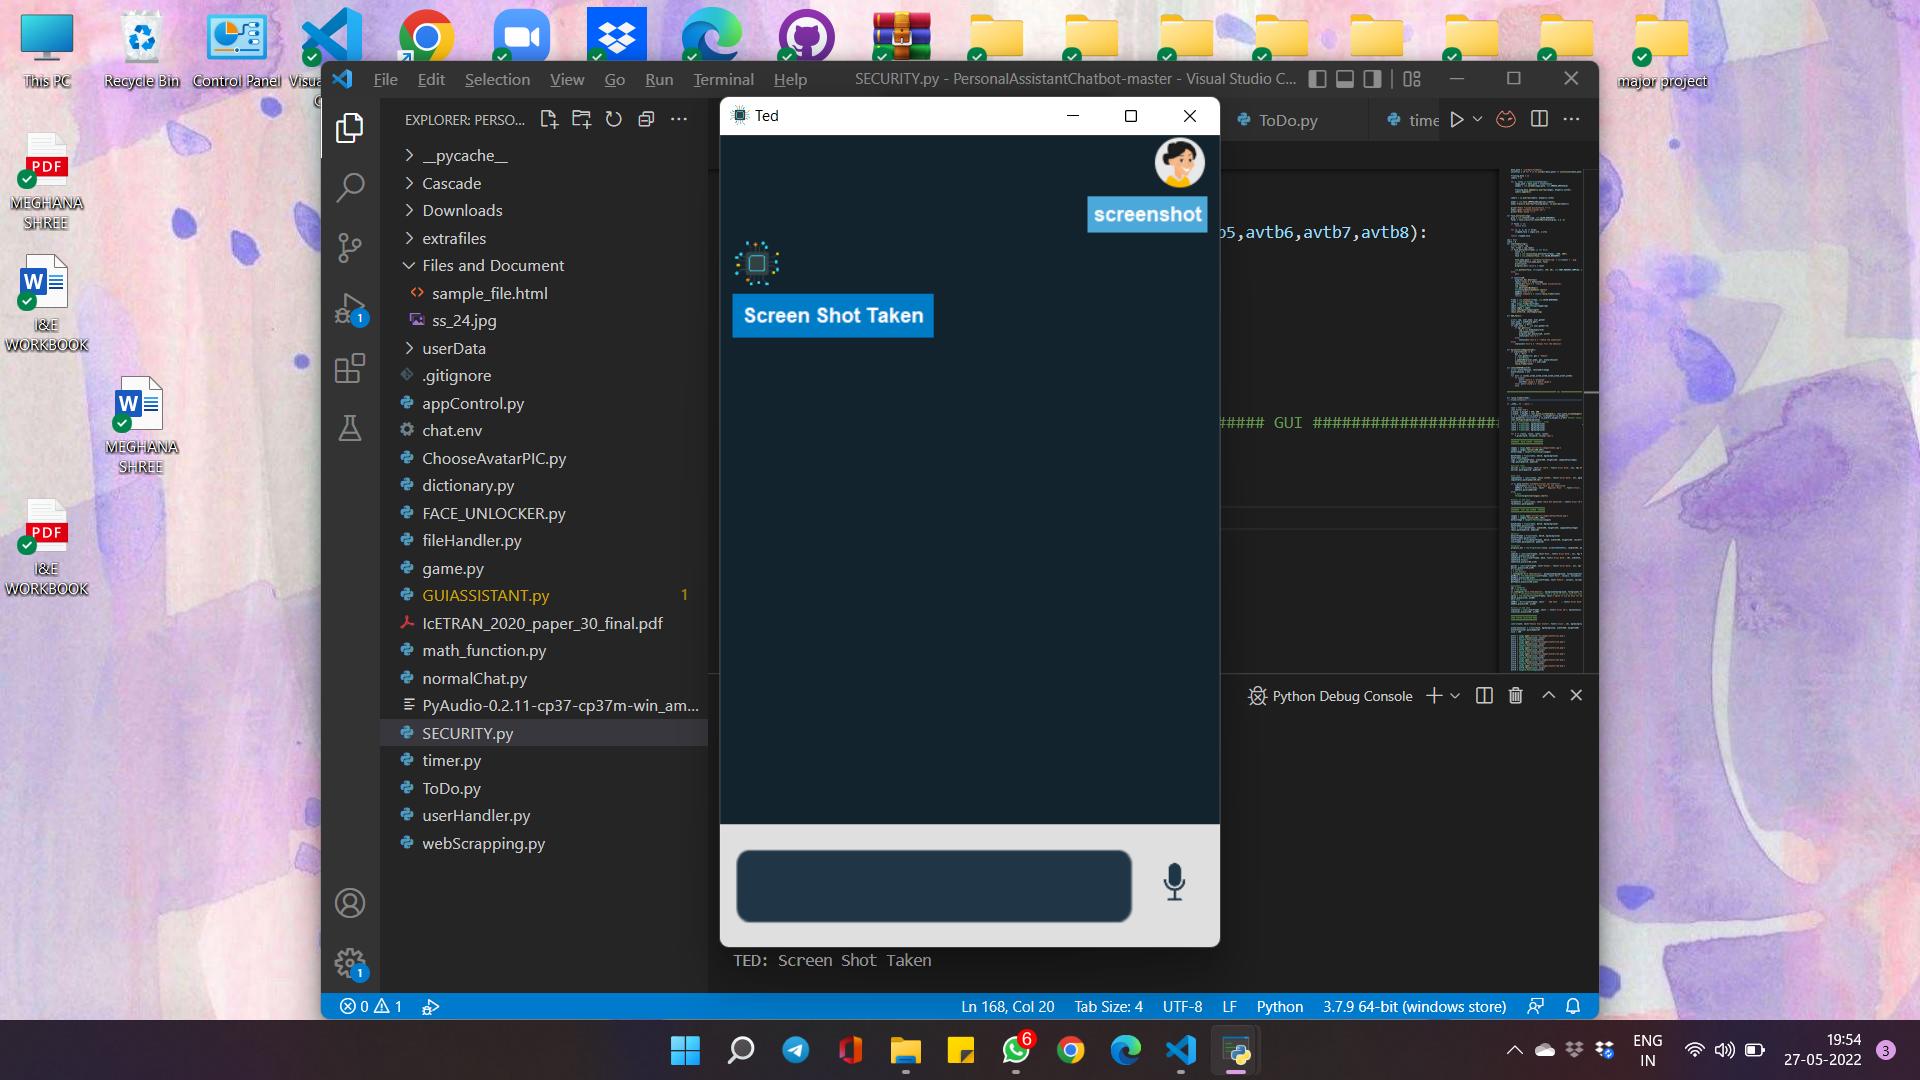 This PC
Recycle Bin
Control Panel
major project
MEGHANA
SHREE
I&E
WORKBOOK
MEGHANA
SHREE
I&E
WORKBOOK
File Edit Selection View Go Run Terminal Help
SECURITY.py - PersonalAssistantChatbot-master - Visual Studio C...
EXPLORER: PERSO...
__pycache__
Cascade
Downloads
extrafiles
Files and Document
sample_file.html
ss_24.jpg
userData
.gitignore
appControl.py
chat.env
ChooseAvatarPIC.py
dictionary.py
FACE_UNLOCKER.py
fileHandler.py
game.py
GUIASSISTANT.py 1
IcETRAN_2020_paper_30_final.pdf
math_function.py
normalChat.py
PyAudio-0.2.11-cp37-cp37m-win_am...
SECURITY.py
timer.py
ToDo.py
userHandler.py
webScrapping.py
1
1
Ted
screenshot
Screen Shot Taken
ToDo.py
time
b5,avtb6,avtb7,avtb8):
##### GUI ####################
Python Debug Console
TED: Screen Shot Taken
0 1
Ln 168, Col 20 Tab Size: 4 UTF-8 LF Python 3.7.9 64-bit (windows store)
6
ENG
IN
19:54
27-05-2022
3